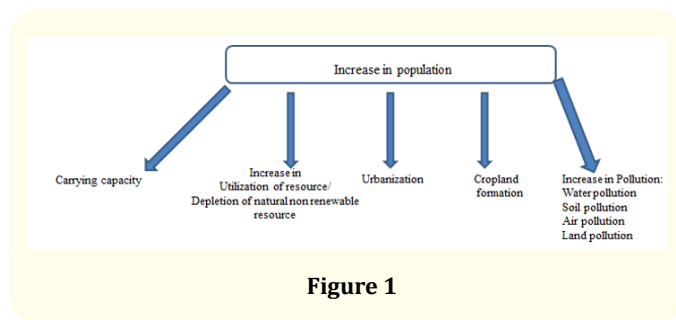 Increase in population
Carrying capacity
Increase in
Utilization of resource/
Depletion of natural non renewable
resource
Urbanization
Cropland
formation
Increase in Pollution:
Water pollution
Soil pollution
Air pollution
Land pollution
Figure 1